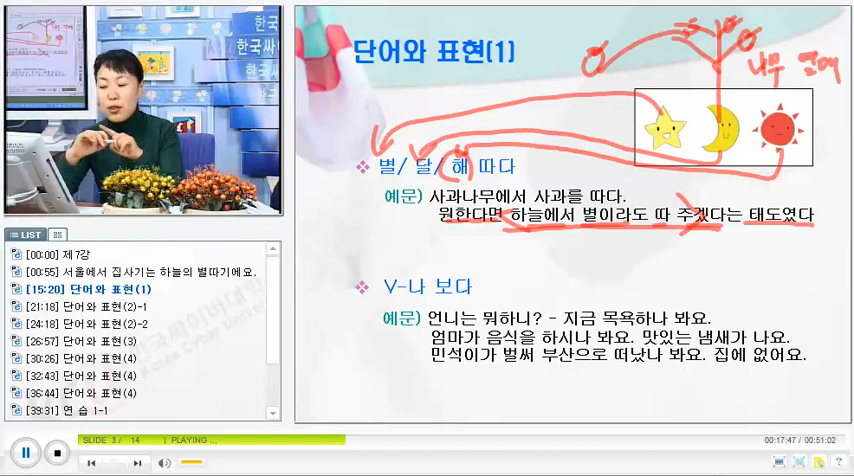 단어와 표현(1)
나무 열매
별/ 달/ 해 따다
예문) 사과나무에서 사과를 따다.
원한다면 하늘에서 별이라도 따 주겠다는 태도였다
V-나 보다
예문) 언니는 뭐하니? - 지금 목욕하나 봐요.
엄마가 음식을 하시나 봐요. 맛있는 냄새가 나요.
민석이가 벌써 부산으로 떠났나 봐요. 집에 없어요.
한국
한국싸이
LIST
[00:00] 제7강
[00:55] 서울에서 집사기는 하늘의 별따기에요.
[15:20] 단어와 표현(1)
[21:18] 단어와 표현(2)-1
[24:18] 단어와 표현(2)-2
[26:57] 단어와 표현(3)
[30:26] 단어와 표현(4)
[32:43] 단어와 표현(4)
[36:44] 단어와 표현(4)
[39:31] 연 습 1-1
SLIDE 3 / 14 | PLAYING ...
00:17:47 / 00:51:02